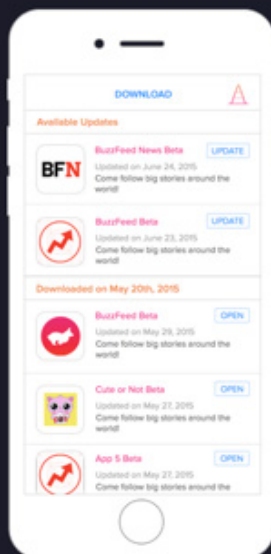 DOWNLOAD
Available Updates
BFN
BuzzFeed News Beta
UPDATE
Updated on June 24, 2015
Come follow big stories around the
world!
BuzzFeed Beta
UPDATE
Updated on June 23, 2015
Come follow big stories around the
world!
Downloaded on May 20th, 2015
BuzzFeed Beta
OPEN
Updated on May 29, 2015
Come follow big stories around the
world!
Cute or Not Beta
OPEN
Updated on May 27, 2015
Come follow big stories around the
world!
App 5 Beta
OPEN
Updated on May 27, 2015
Come follow big stories around the
world!